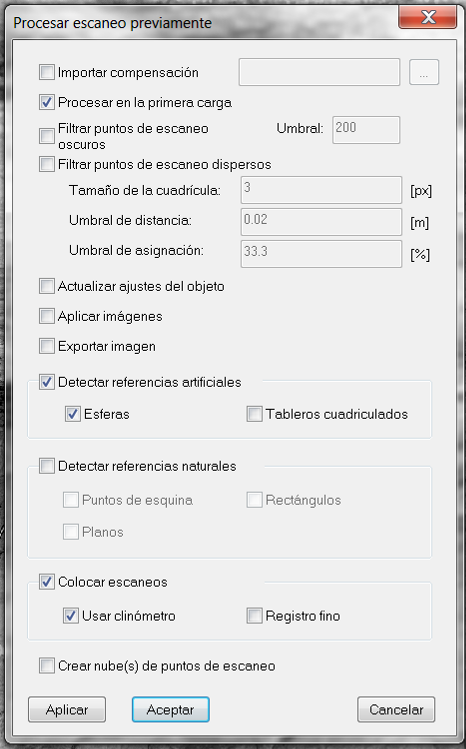 Procesar escaneo previamente
Importar compensación
...
Procesar en la primera carga
Filtrar puntos de escaneo
oscuros
Umbral: 200
Filtrar puntos de escaneo dispersos
Tamaño de la cuadrícula: 3 [px]
Umbral de distancia: 0.02 [m]
Umbral de asignación: 33.3 [%]
Actualizar ajustes del objeto
Aplicar imágenes
Exportar imagen
Detectar referencias artificiales
Esferas Tableros cuadriculados
Detectar referencias naturales
Puntos de esquina Rectángulos
Planos
Colocar escaneos
Usar clinómetro Registro fino
Crear nube(s) de puntos de escaneo
Aplicar Aceptar Cancelar